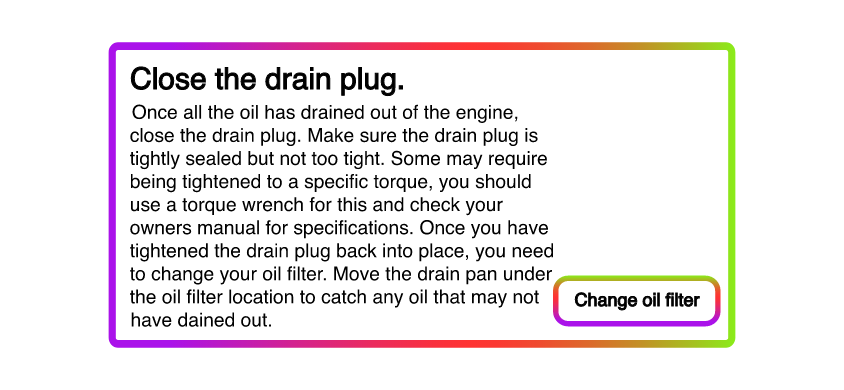 Close the drain plug.
Once all the oil has drained out of the engine,
close the drain plug. Make sure the drain plug is
tightly sealed but not too tight. Some may require
being tightened to a specific torque, you should
use a torque wrench for this and check your
owners manual for specifications. Once you have
tightened the drain plug back into place, you need
to change your oil filter. Move the drain pan under
the oil filter location to catch any oil that may not
have dained out.
Change oil filter